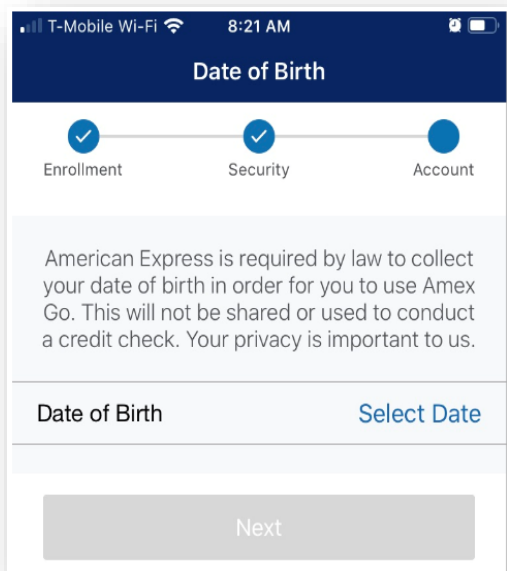 T-Mobile Wi-Fi 8:21 AM
Date of Birth
Enrollment Security Account
American Express is required by law to collect
your date of birth in order for you to use Amex
Go. This will not be shared or used to conduct
a credit check. Your privacy is important to us.
Date of Birth Select Date
Next